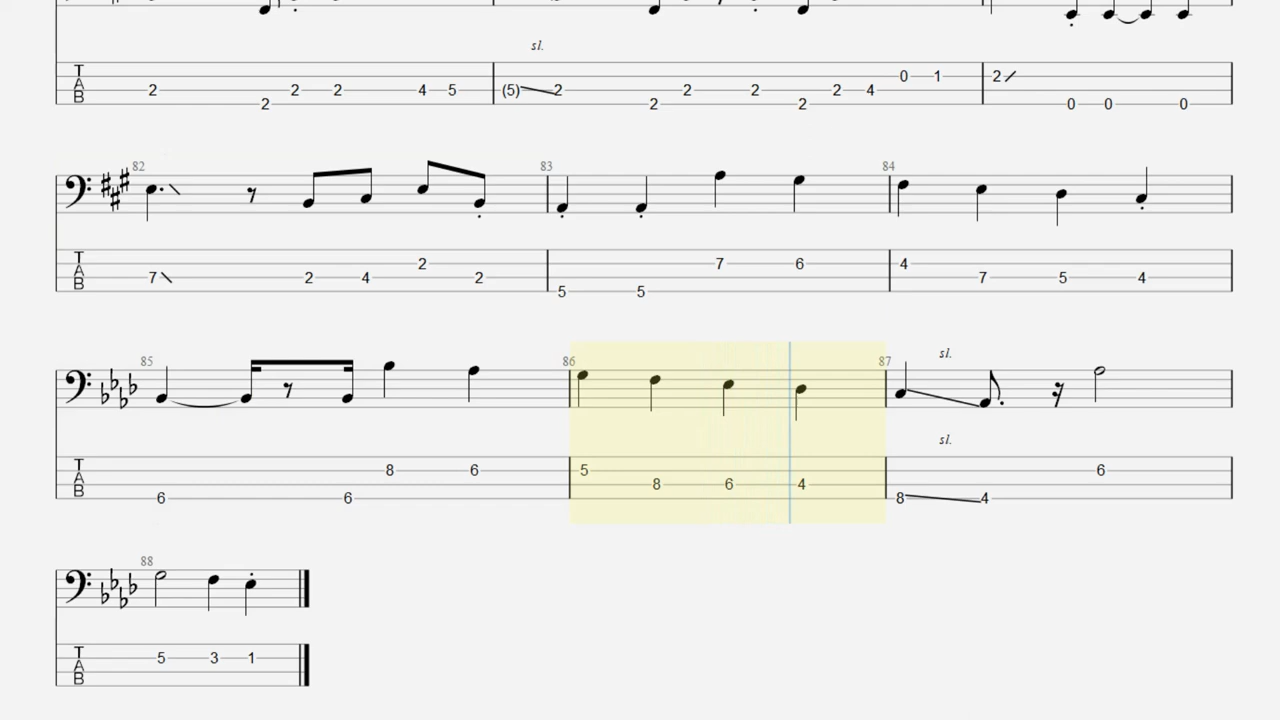 sl.
T 2 2 2 4 5 (5) 2 2 2 2 4 0 1 2
A 2 2 0 0 0
B
82 83 84
T 2 7 6 4
A 7 2 4 2 7 5 4
B 5 5
85 86 87
sl.
sl.
T 8 6 5 6
A 8 6 4
B 6 6 8 4
88
T 5 3 1
A
B